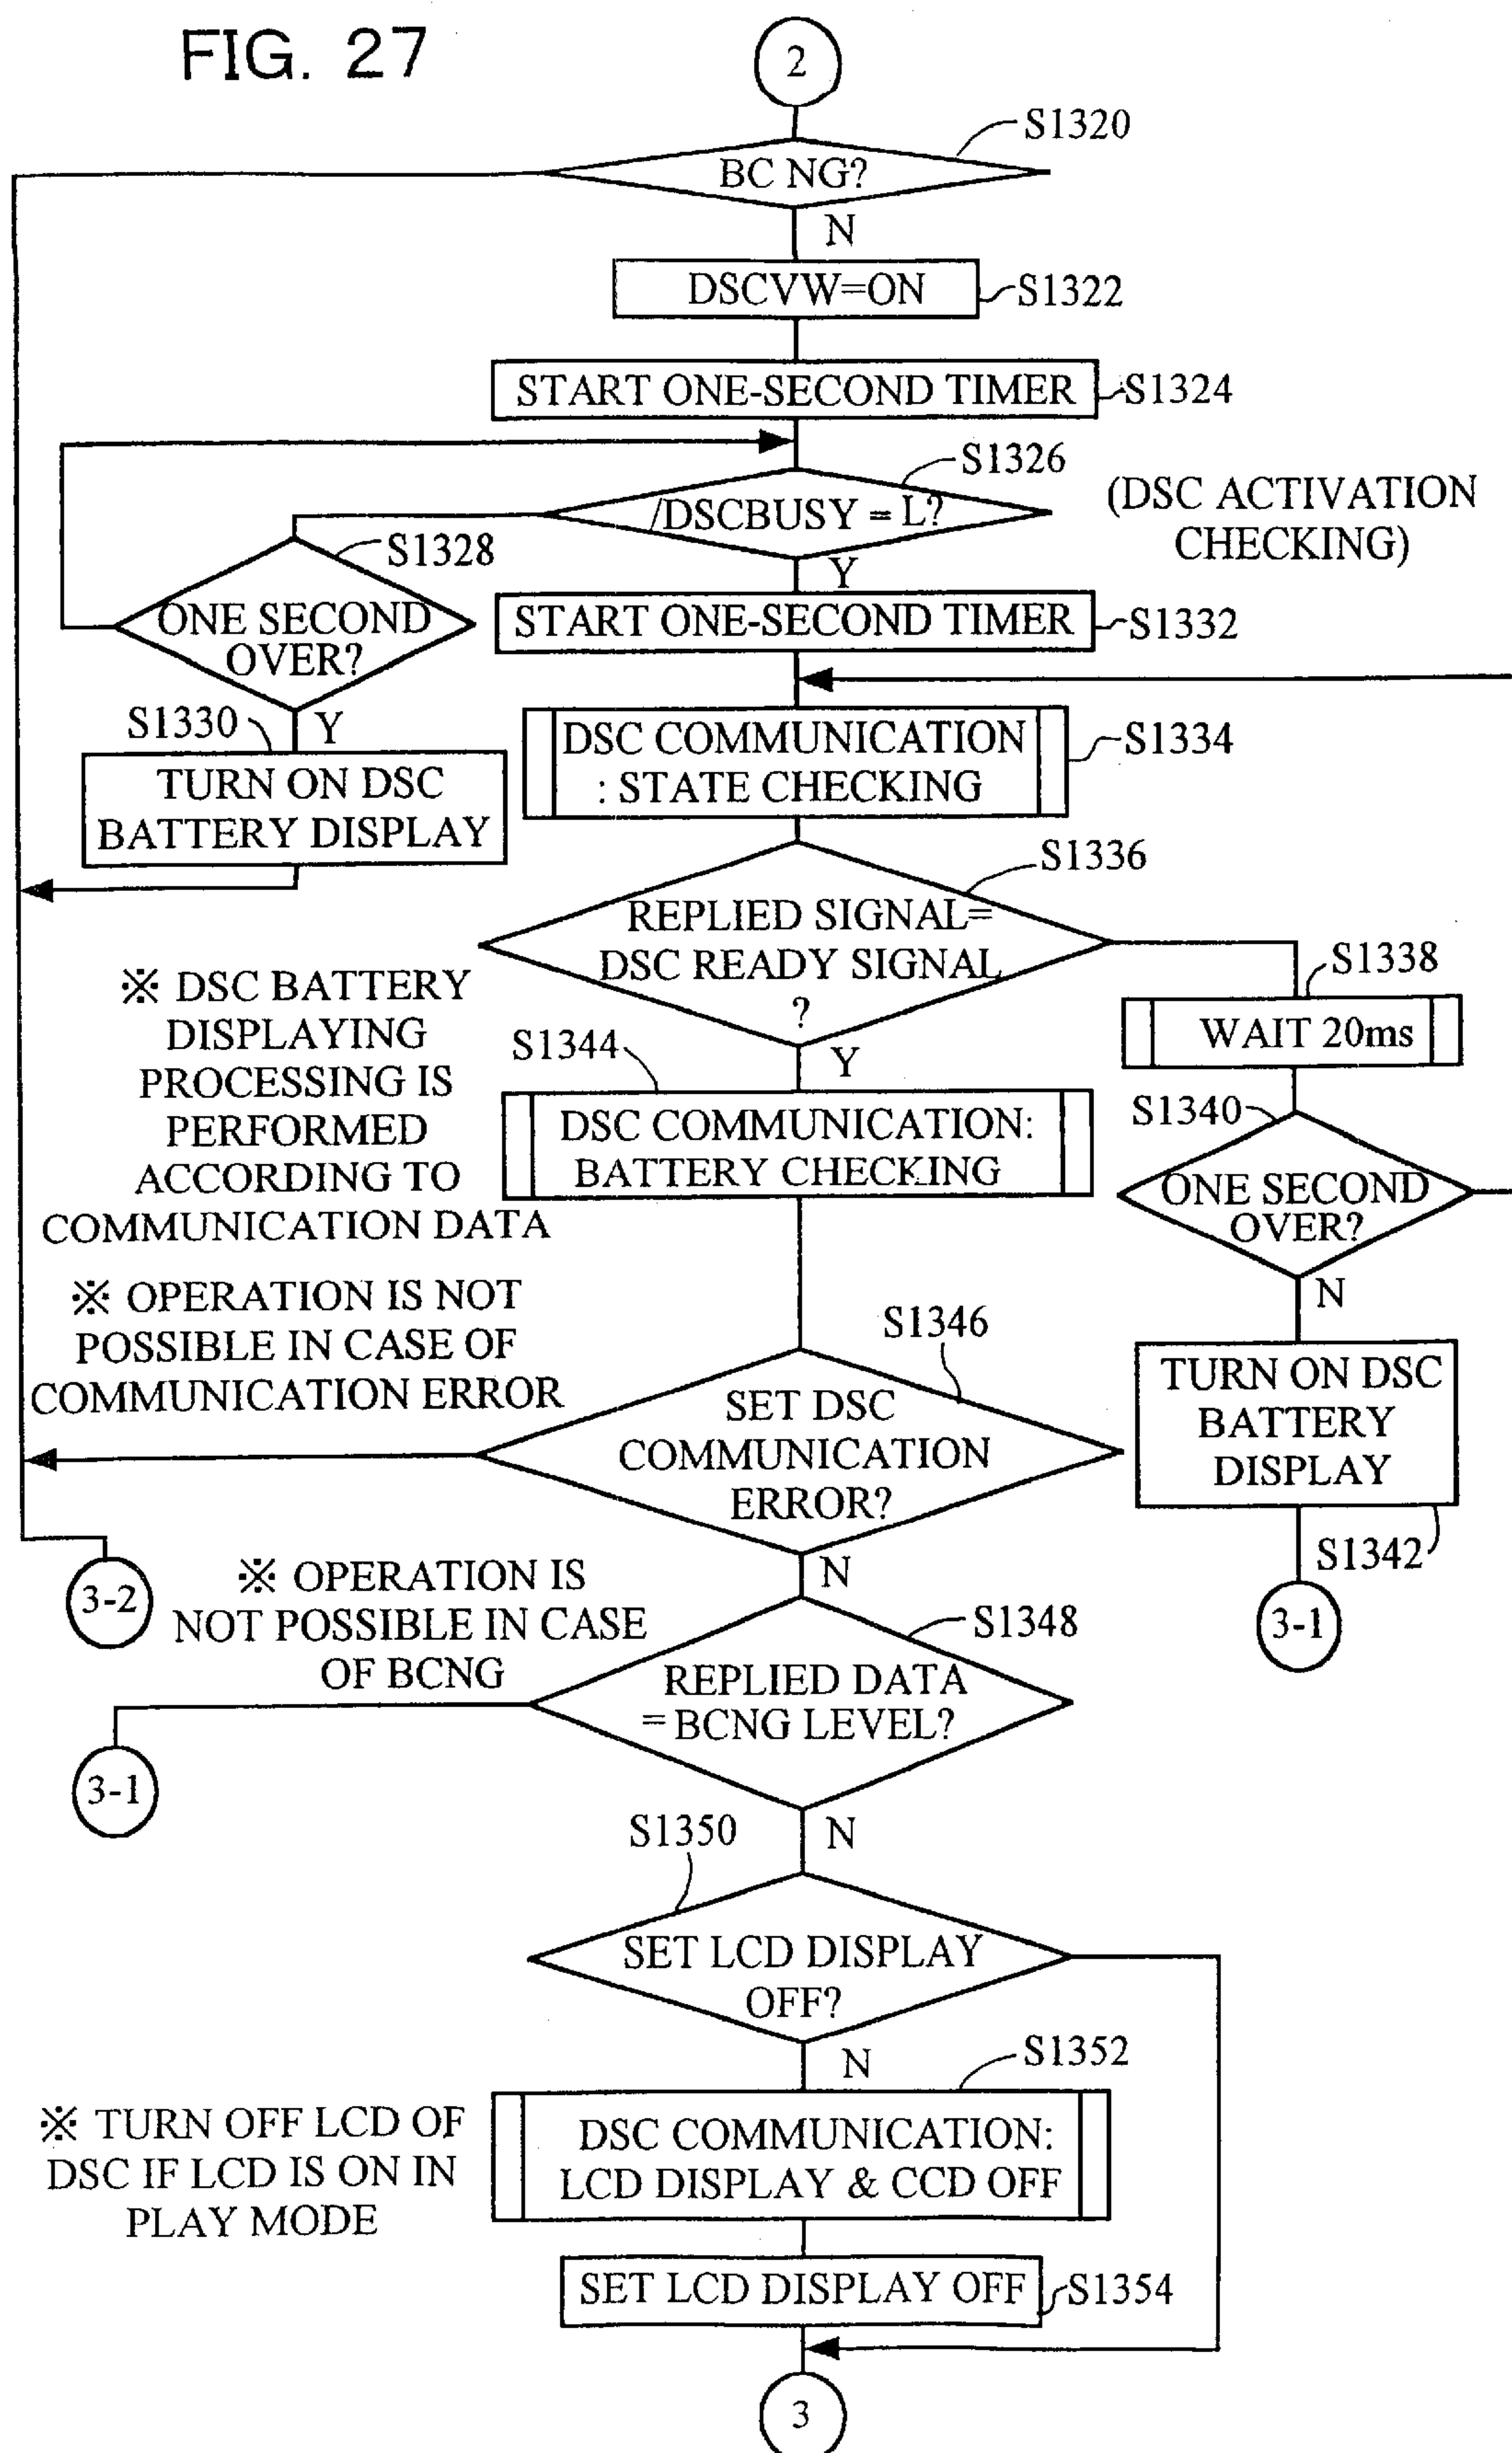 FIG. 27
2
S1320
BC NG?
N
DSCVW=ON
S1322
START ONE-SECOND TIMER
S1324
S1326
/DSCBUSY = L?
(DSC ACTIVATION
CHECKING)
S1328
Y
ONE SECOND
OVER?
START ONE-SECOND TIMER
S1332
S1330
Y
TURN ON DSC
BATTERY DISPLAY
DSC COMMUNICATION
: STATE CHECKING
S1334
S1336
REPLIED SIGNAL=
DSC READY SIGNAL
?
Y
※ DSC BATTERY
DISPLAYING
PROCESSING IS
PERFORMED
ACCORDING TO
COMMUNICATION DATA
S1338
WAIT 20ms
S1344
DSC COMMUNICATION:
BATTERY CHECKING
S1340
ONE SECOND
OVER?
N
※ OPERATION IS NOT
POSSIBLE IN CASE OF
COMMUNICATION ERROR
S1346
SET DSC
COMMUNICATION
ERROR?
N
TURN ON DSC
BATTERY
DISPLAY
S1342
3-1
3-2
※ OPERATION IS
NOT POSSIBLE IN CASE
OF BCNG
S1348
REPLIED DATA
= BCNG LEVEL?
N
3-1
S1350
SET LCD DISPLAY
OFF?
N
S1352
※ TURN OFF LCD OF
DSC IF LCD IS ON IN
PLAY MODE
DSC COMMUNICATION:
LCD DISPLAY & CCD OFF
SET LCD DISPLAY OFF
S1354
3